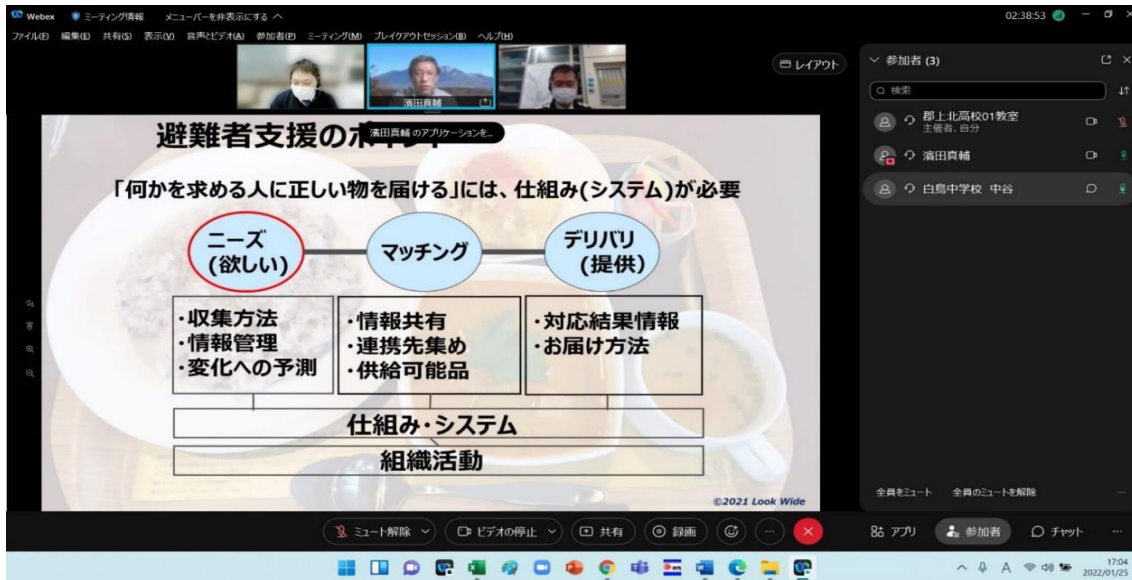 Webex ミーティング情報 メニューバーを非表示にする へ
02:38:53
ファイル(F) 編集(E) 共有(S) 表示(V) 音声とビデオ(A) 参加者(P) ミーティング(M) ブレイクアウトセッション(B) ヘルプ(H)
濱田真輔
レイアウト
避難者支援のポイント
濱田真輔 のアプリケーションを...
「何かを求める人に正しい物を届ける」には、仕組み(システム)が必要
ニーズ
(欲しい)
マッチング
デリバリ
(提供)
・収集方法
・情報管理
・変化への予測
・情報共有
・連携先集め
・供給可能品
・対応結果情報
・お届け方法
仕組み・システム
組織活動
©2021 Look Wide
参加者 (3)
検索
郡上北高校01教室
主催者, 自分
濱田真輔
白鳥中学校 中谷
全員をミュート 全員のミュートを解除
ミュート解除 ビデオの停止 共有 録画
アプリ 参加者 チャット
A
17:04
2022/01/25